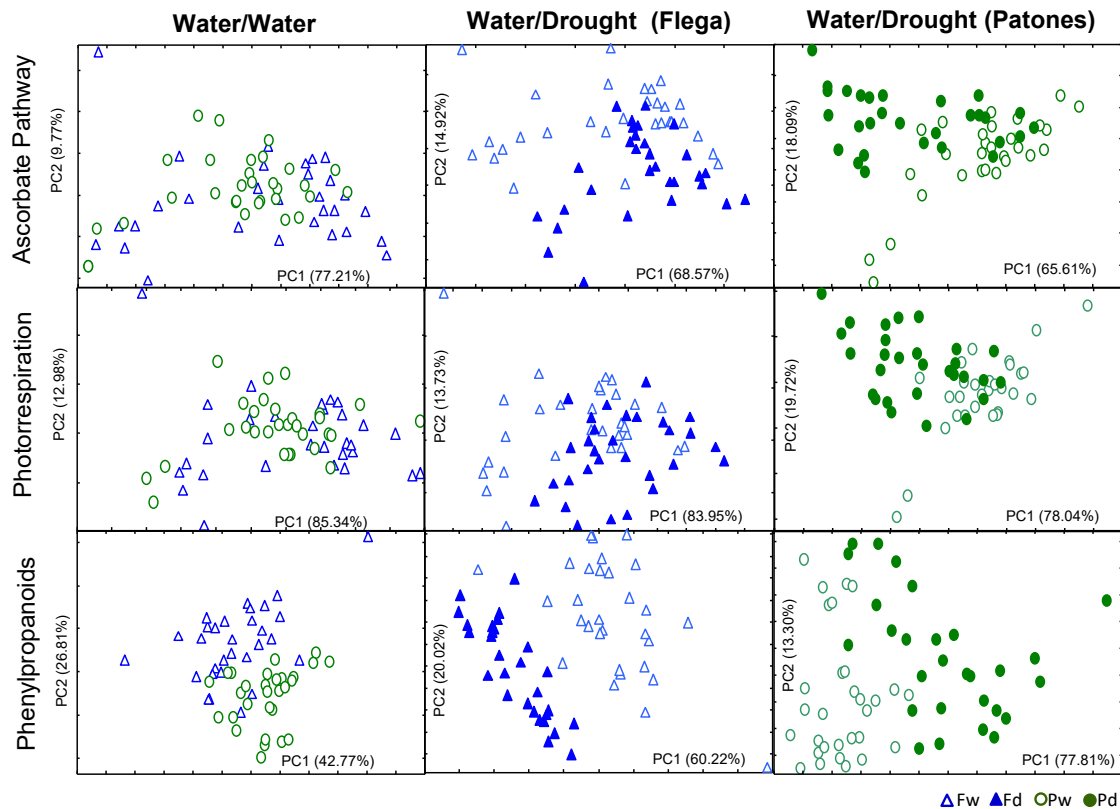 Water/Water
Water/Drought (Flega)
Water/Drought (Patones)
Ascorbate Pathway
PC2 (9.77%)
PC1 (77.21%)
PC2 (14.92%)
PC1 (68.57%)
PC2 (18.09%)
PC1 (65.61%)
Photorrespiration
PC2 (12.98%)
PC1 (85.34%)
PC2 (13.73%)
PC1 (83.95%)
PC2 (19.72%)
PC1 (78.04%)
Phenylpropanoids
PC2 (26.81%)
PC1 (42.77%)
PC2 (20.02%)
PC1 (60.22%)
PC2 (13.30%)
PC1 (77.81%)
Fw Fd Pw Pd